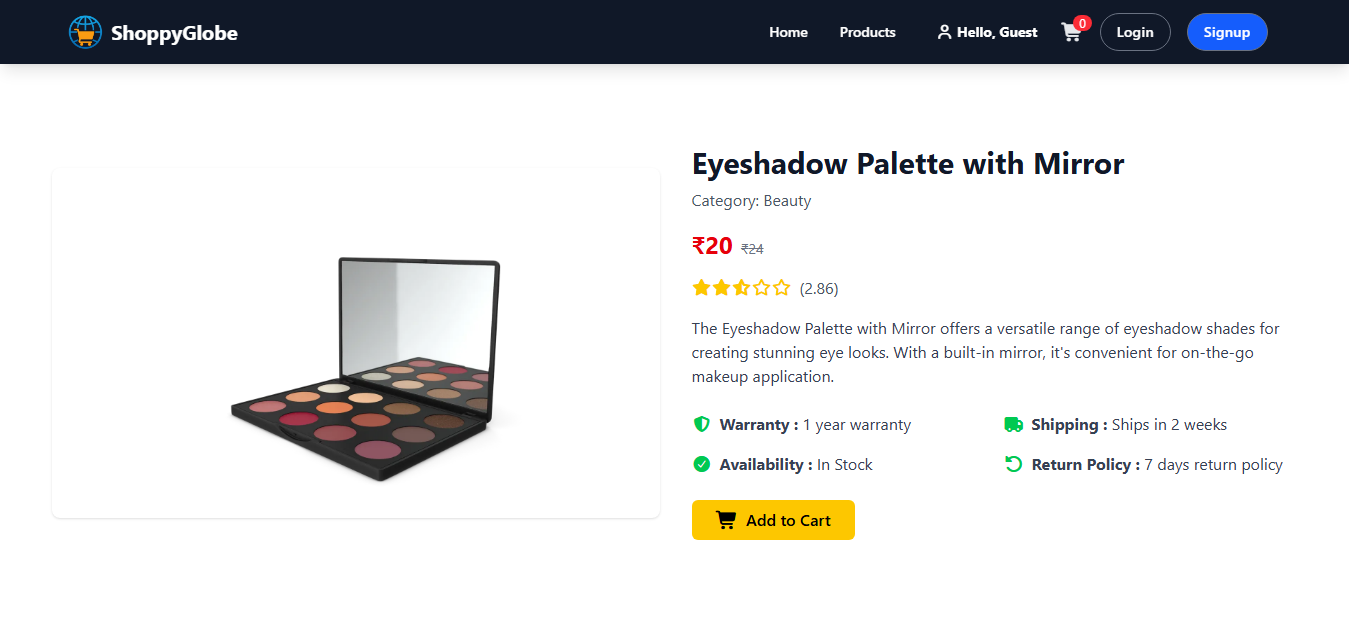 ShoppyGlobe
Home
Products
Hello, Guest
0
Login
Signup
Eyeshadow Palette with Mirror
Category: Beauty
₹20 ₹24
(2.86)
The Eyeshadow Palette with Mirror offers a versatile range of eyeshadow shades for
creating stunning eye looks. With a built-in mirror, it's convenient for on-the-go
makeup application.
Warranty : 1 year warranty
Shipping : Ships in 2 weeks
Availability : In Stock
Return Policy : 7 days return policy
Add to Cart